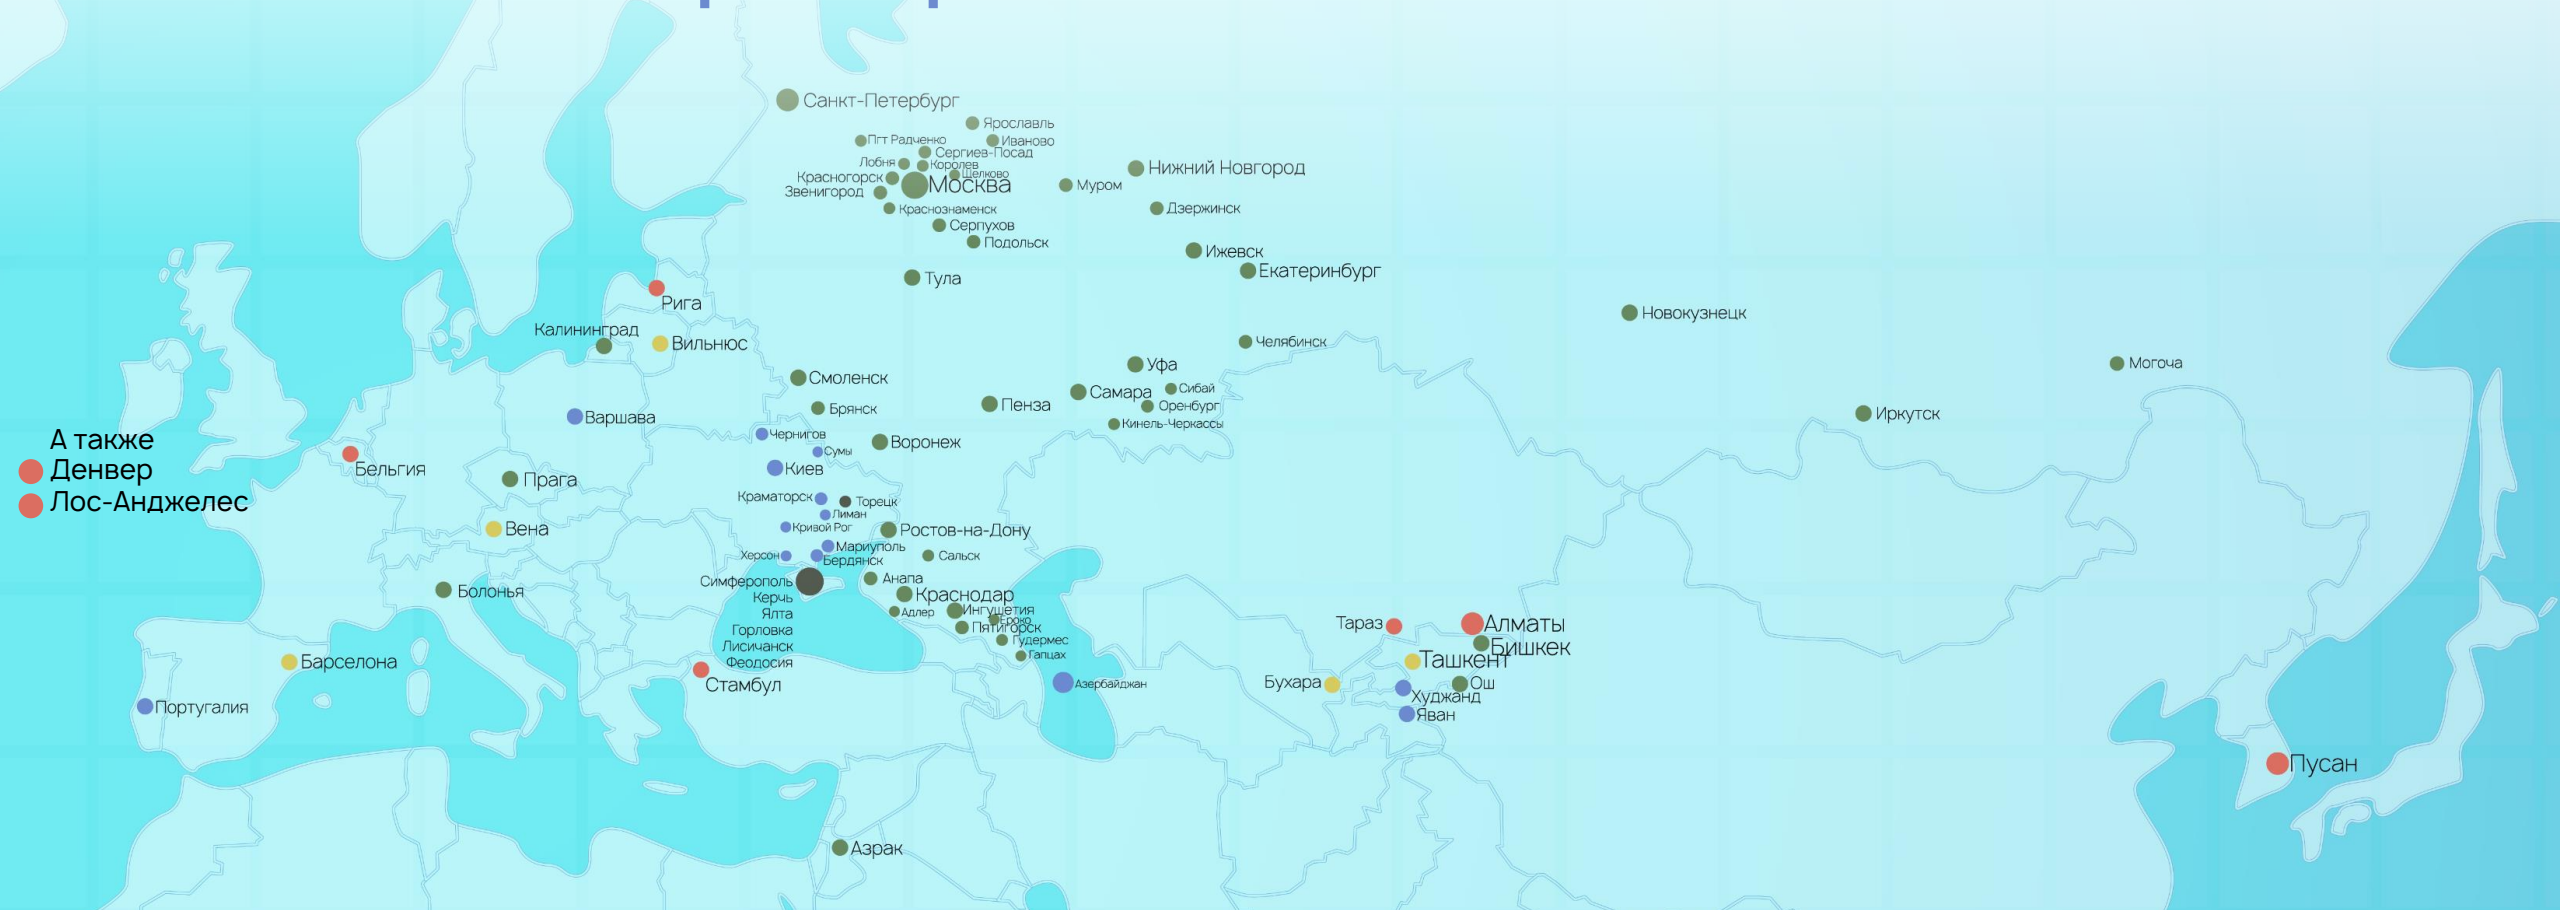 Санкт-Петербург
Ярославль
Пгт Радченко
Иваново
Сергиев-Посад
Лобня
Королёв
Щёлково
Красногорск
Москва
Звенигород
Краснознаменск
Серпухов
Подольск
Нижний Новгород
Муром
Дзержинск
Ижевск
Екатеринбург
Тула
Рига
Калининград
Вильнюс
Новокузнецк
Челябинск
Могоча
Уфа
Смоленск
Самара
Сибай
Пенза
Оренбург
Брянск
Кинель-Черкассы
Иркутск
Варшава
Чернигов
Воронеж
Сумы
А также
Денвер
Лос-Анджелес
Бельгия
Киев
Прага
Краматорск
Торецк
Лиман
Вена
Кривой Рог
Ростов-на-Дону
Мариуполь
Херсон
Бердянск
Сальск
Симферополь
Керчь
Ялта
Горловка
Лисичанск
Феодосия
Анапа
Болонья
Краснодар
Адлер
Ингушетия
Ероко
Пятигорск
Гудермес
Гапцах
Тараз
Алматы
Бишкек
Ташкент
Барселона
Стамбул
Азербайджан
Бухара
Ош
Худжанд
Яван
Португалия
Пусан
Азрак